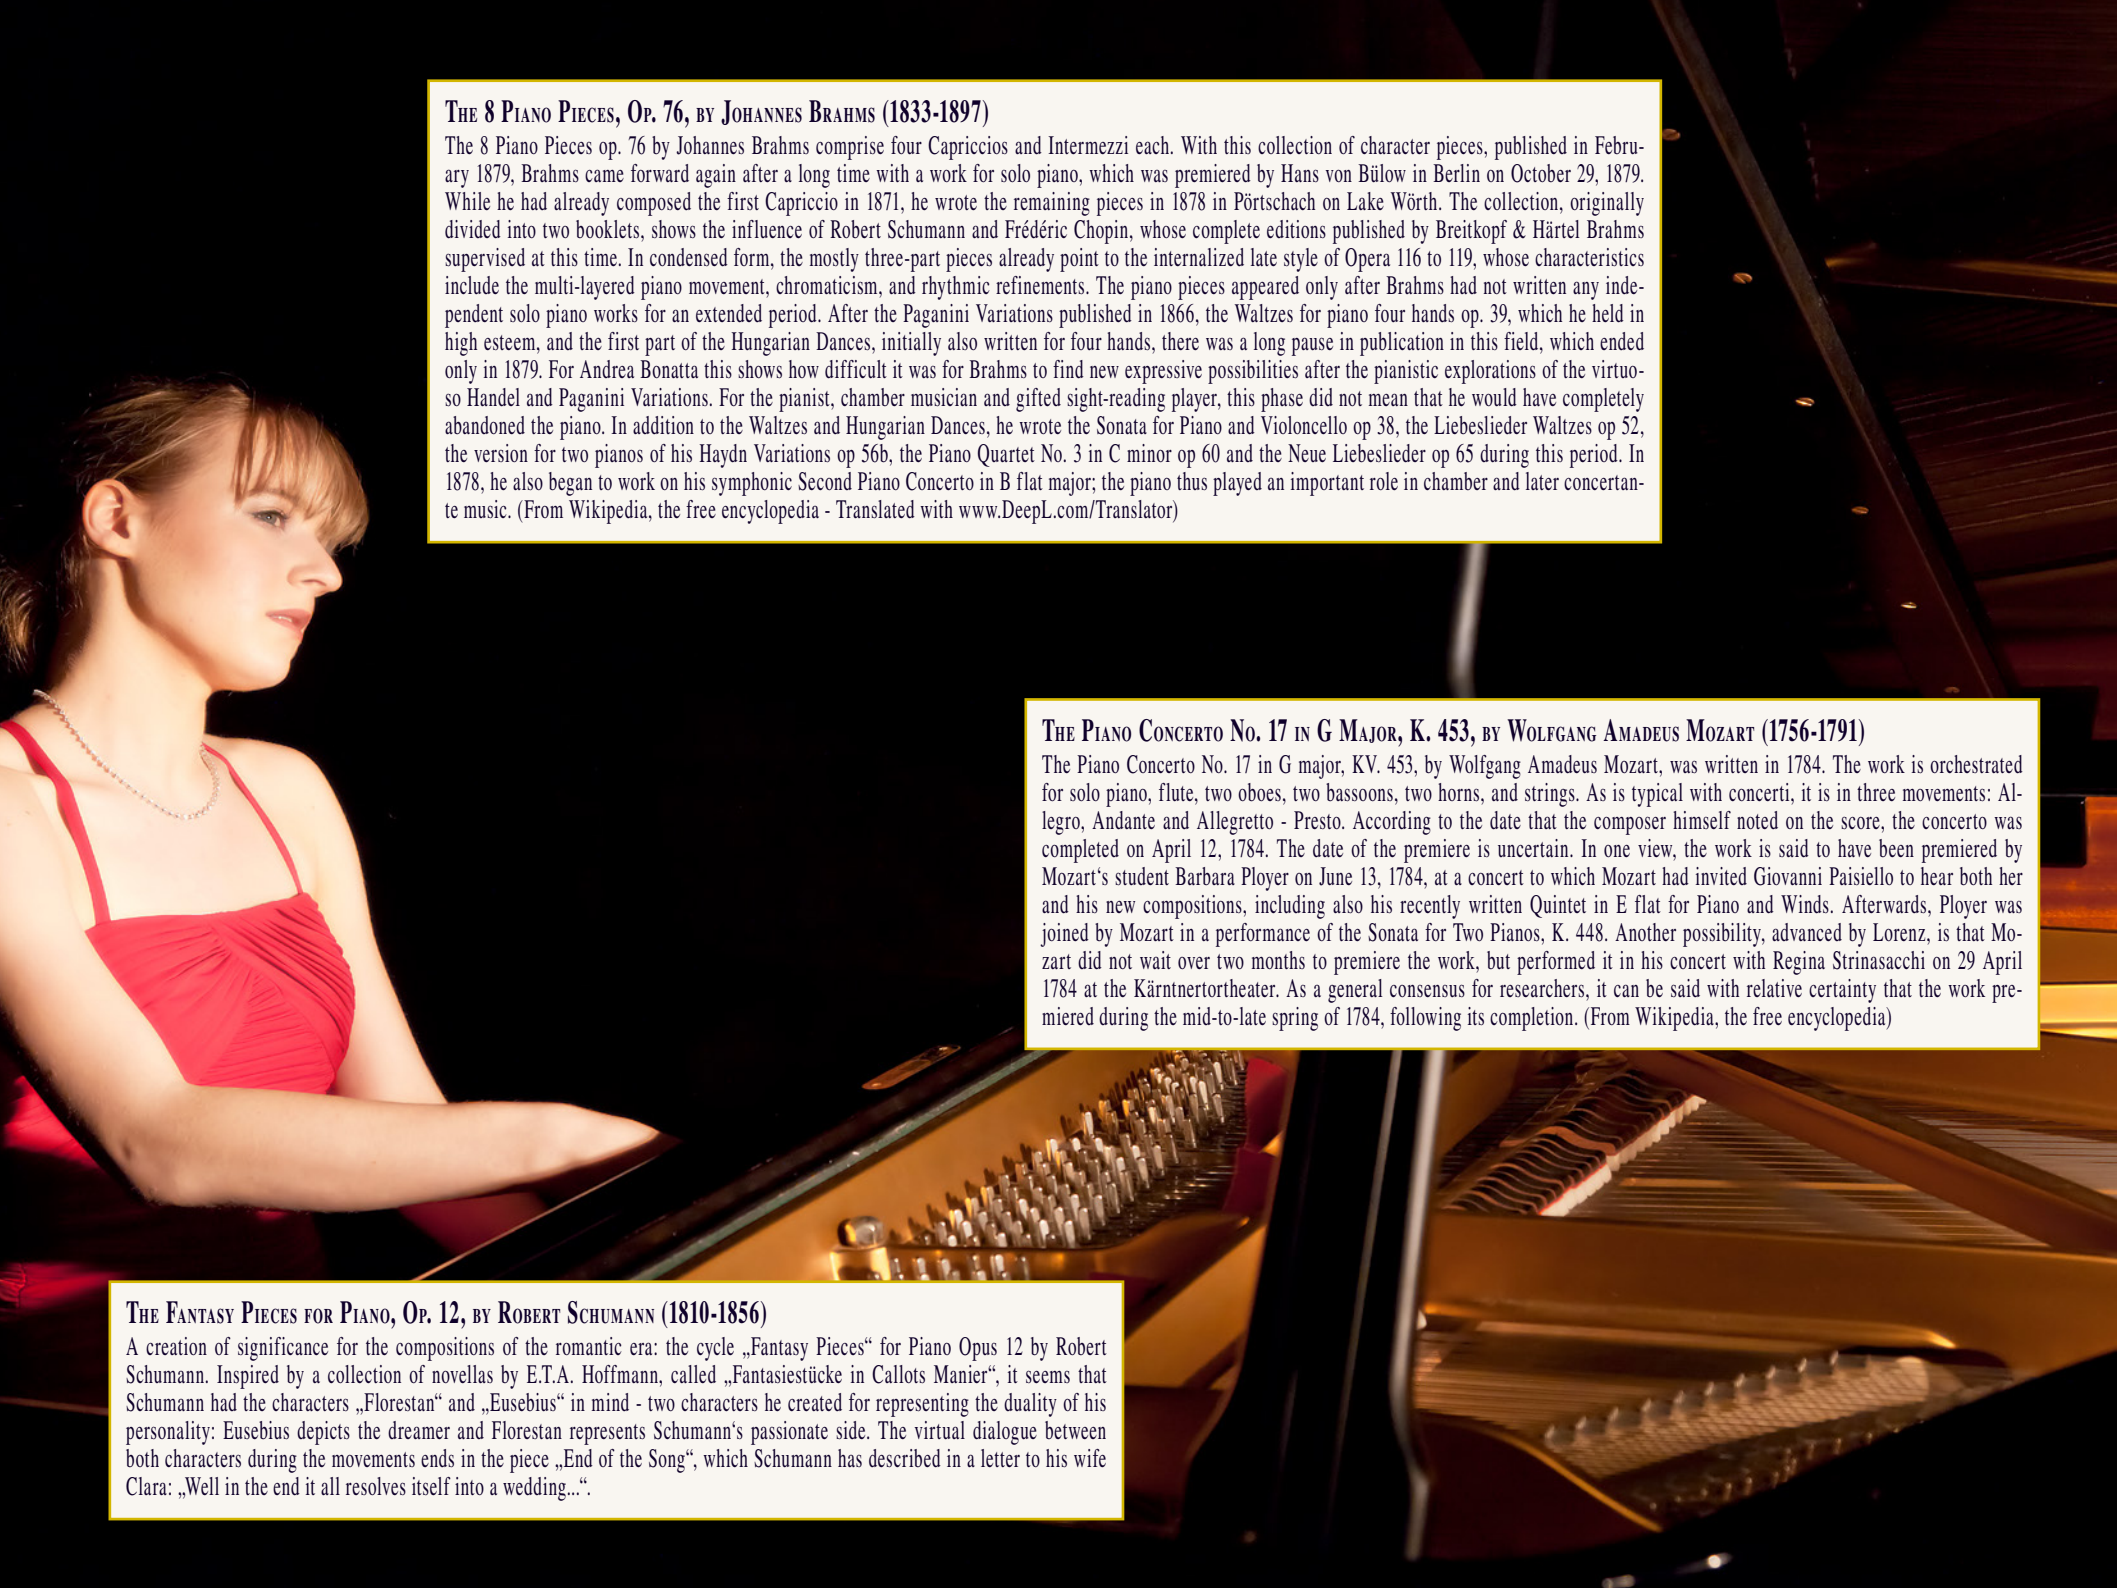 The 8 Piano Pieces, Op. 76, by Johannes Brahms (1833-1897)
The 8 Piano Pieces op. 76 by Johannes Brahms comprise four Capriccios and Intermezzi each. With this collection of character pieces, published in Febru-
ary 1879, Brahms came forward again after a long time with a work for solo piano, which was premiered by Hans von Bülow in Berlin on October 29, 1879.
While he had already composed the first Capriccio in 1871, he wrote the remaining pieces in 1878 in Pörtschach on Lake Wörth. The collection, originally
divided into two booklets, shows the influence of Robert Schumann and Frédéric Chopin, whose complete editions published by Breitkopf & Härtel Brahms
supervised at this time. In condensed form, the mostly three-part pieces already point to the internalized late style of Opera 116 to 119, whose characteristics
include the multi-layered piano movement, chromaticism, and rhythmic refinements. The piano pieces appeared only after Brahms had not written any inde-
pendent solo piano works for an extended period. After the Paganini Variations published in 1866, the Waltzes for piano four hands op. 39, which he held in
high esteem, and the first part of the Hungarian Dances, initially also written for four hands, there was a long pause in publication in this field, which ended
only in 1879. For Andrea Bonatta this shows how difficult it was for Brahms to find new expressive possibilities after the pianistic explorations of the virtuo-
so Handel and Paganini Variations. For the pianist, chamber musician and gifted sight-reading player, this phase did not mean that he would have completely
abandoned the piano. In addition to the Waltzes and Hungarian Dances, he wrote the Sonata for Piano and Violoncello op 38, the Liebeslieder Waltzes op 52,
the version for two pianos of his Haydn Variations op 56b, the Piano Quartet No. 3 in C minor op 60 and the Neue Liebeslieder op 65 during this period. In
1878, he also began to work on his symphonic Second Piano Concerto in B flat major; the piano thus played an important role in chamber and later concertan-
te music. (From Wikipedia, the free encyclopedia - Translated with www.DeepL.com/Translator)
The Piano Concerto No. 17 in G Major, K. 453, by Wolfgang Amadeus Mozart (1756-1791)
The Piano Concerto No. 17 in G major, KV. 453, by Wolfgang Amadeus Mozart, was written in 1784. The work is orchestrated
for solo piano, flute, two oboes, two bassoons, two horns, and strings. As is typical with concerti, it is in three movements: Al-
legro, Andante and Allegretto - Presto. According to the date that the composer himself noted on the score, the concerto was
completed on April 12, 1784. The date of the premiere is uncertain. In one view, the work is said to have been premiered by
Mozart‘s student Barbara Ployer on June 13, 1784, at a concert to which Mozart had invited Giovanni Paisiello to hear both her
and his new compositions, including also his recently written Quintet in E flat for Piano and Winds. Afterwards, Ployer was
joined by Mozart in a performance of the Sonata for Two Pianos, K. 448. Another possibility, advanced by Lorenz, is that Mo-
zart did not wait over two months to premiere the work, but performed it in his concert with Regina Strinasacchi on 29 April
1784 at the Kärntnertortheater. As a general consensus for researchers, it can be said with relative certainty that the work pre-
miered during the mid-to-late spring of 1784, following its completion. (From Wikipedia, the free encyclopedia)
The Fantasy Pieces for Piano, Op. 12, by Robert Schumann (1810-1856)
A creation of significance for the compositions of the romantic era: the cycle „Fantasy Pieces“ for Piano Opus 12 by Robert
Schumann. Inspired by a collection of novellas by E.T.A. Hoffmann, called „Fantasiestücke in Callots Manier“, it seems that
Schumann had the characters „Florestan“ and „Eusebius“ in mind - two characters he created for representing the duality of his
personality: Eusebius depicts the dreamer and Florestan represents Schumann‘s passionate side. The virtual dialogue between
both characters during the movements ends in the piece „End of the Song“, which Schumann has described in a letter to his wife
Clara: „Well in the end it all resolves itself into a wedding...“.